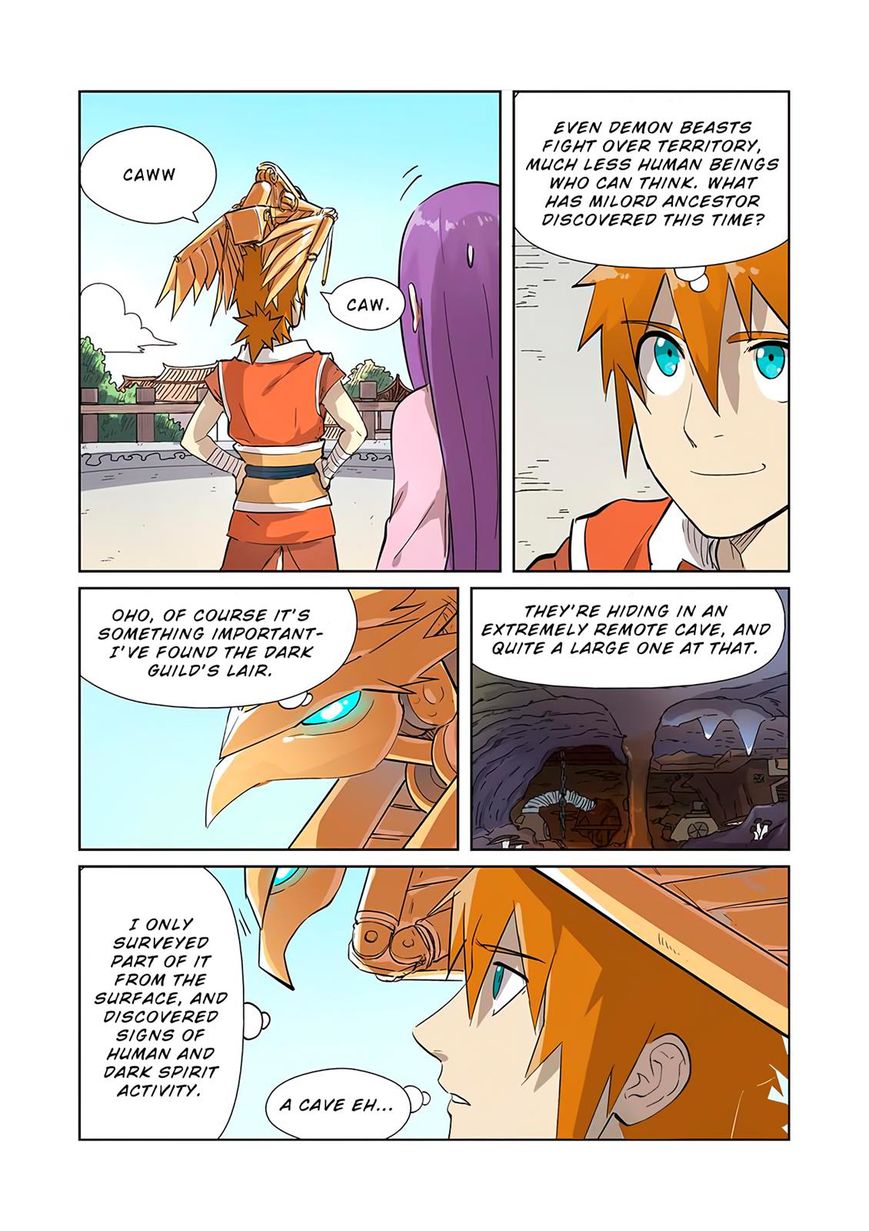 CAWW
CAW.
EVEN DEMON BEASTS
FIGHT OVER TERRITORY,
MUCH LESS HUMAN BEINGS
WHO CAN THINK. WHAT
HAS MILORD ANCESTOR
DISCOVERED THIS TIME?
OHO, OF COURSE IT'S
SOMETHING IMPORTANT-
I'VE FOUND THE DARK
GUILD'S LAIR.
THEY'RE HIDING IN AN
EXTREMELY REMOTE CAVE, AND
QUITE A LARGE ONE AT THAT.
I ONLY
SURVEYED
PART OF IT
FROM THE
SURFACE, AND
DISCOVERED
SIGNS OF
HUMAN AND
DARK SPIRIT
ACTIVITY.
A CAVE EH...